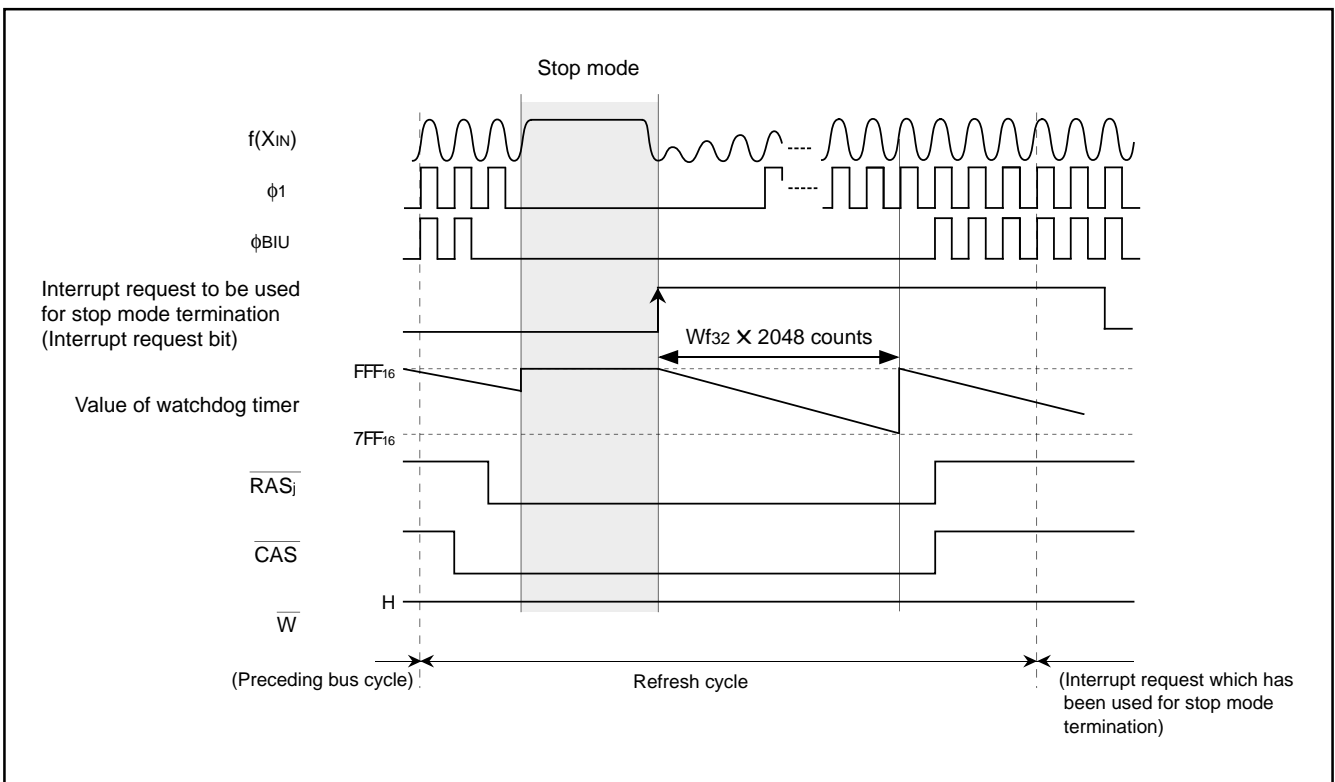 Stop mode
f(XIN)
ϕ1
ϕBIU
Interrupt request to be used
for stop mode termination
(Interrupt request bit)
Wf32 × 2048 counts
FFF16
Value of watchdog timer
7FF16
RASj
CAS
H
W
(Preceding bus cycle)
Refresh cycle
(Interrupt request which has
been used for stop mode
termination)